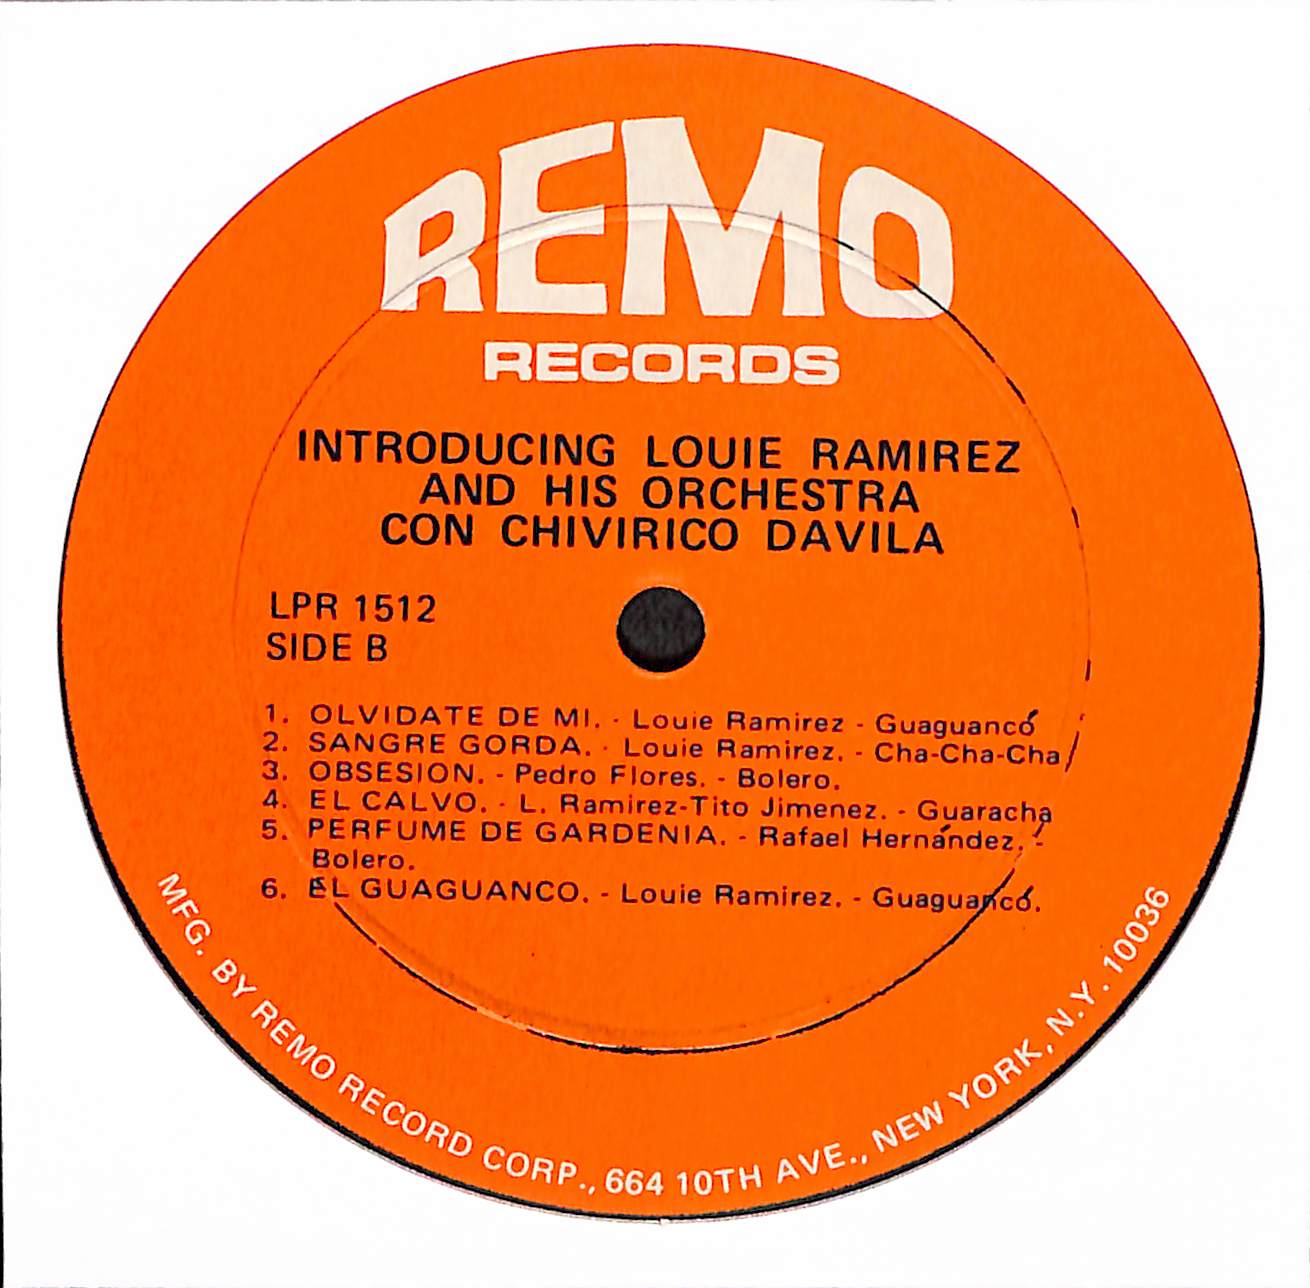 REMO
RECORDS
INTRODUCING LOUIE RAMIREZ
AND HIS ORCHESTRA
CON CHIVIRICO DAVILA
LPR 1512
SIDE B
1. OLVIDATE DE MI. - Louie Ramirez - Guaguancó
2. SANGRE GORDA. - Louie Ramirez. - Cha-Cha-Cha
3. OBSESION. - Pedro Flores. - Bolero.
4. EL CALVO. - L. Ramirez-Tito Jimenez. - Guaracha
5. PERFUME DE GARDENIA. - Rafael Hernández. -
Bolero.
6. EL GUAGUANCO. - Louie Ramirez. - Guaguancó.
MFG. BY REMO RECORD CORP., 664 10TH AVE., NEW YORK, N.Y. 10036